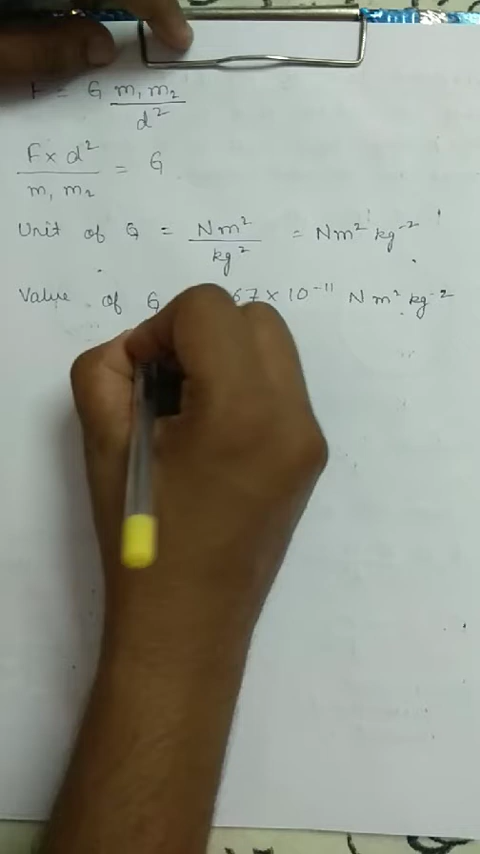 F = G m₁ m₂ / d²
F × d² / m₁ m₂ = G
Unit of G = Nm² / kg² = Nm² kg⁻²
Value of G 67 × 10⁻¹¹ N m² kg⁻²